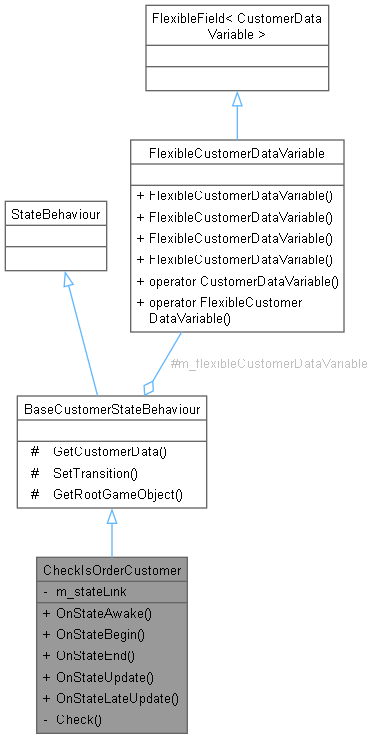 FlexibleField< CustomerData
Variable >
FlexibleCustomerDataVariable
+ FlexibleCustomerDataVariable()
+ FlexibleCustomerDataVariable()
+ FlexibleCustomerDataVariable()
+ FlexibleCustomerDataVariable()
+ operator CustomerDataVariable()
+ operator FlexibleCustomer
DataVariable()
StateBehaviour
#m_flexibleCustomerDataVariable
BaseCustomerStateBehaviour
# GetCustomerData()
# SetTransition()
# GetRootGameObject()
CheckIsOrderCustomer
- m_stateLink
+ OnStateAwake()
+ OnStateBegin()
+ OnStateEnd()
+ OnStateUpdate()
+ OnStateLateUpdate()
- Check()